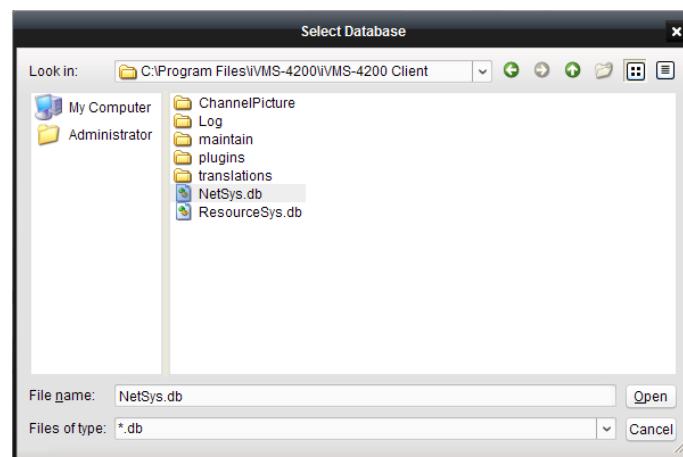 Select Database
Look in: C:\Program Files\iVMS-4200\iVMS-4200 Client
My Computer
Administrator
ChannelPicture
Log
maintain
plugins
translations
NetSys.db
ResourceSys.db
File name: NetSys.db Open
Files of type: *.db Cancel